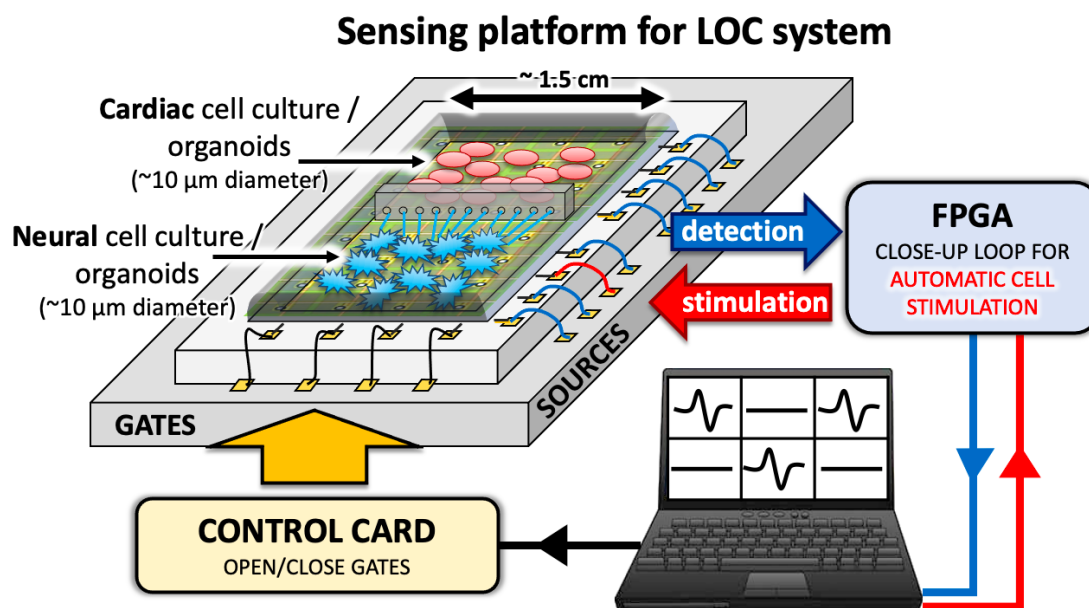 Sensing platform for LOC system
~ 1.5 cm
Cardiac cell culture /
organoids
(~10 µm diameter)
Neural cell culture /
organoids
(~10 µm diameter)
detection
stimulation
FPGA
CLOSE-UP LOOP FOR
AUTOMATIC CELL
STIMULATION
SOURCES
GATES
CONTROL CARD
OPEN/CLOSE GATES